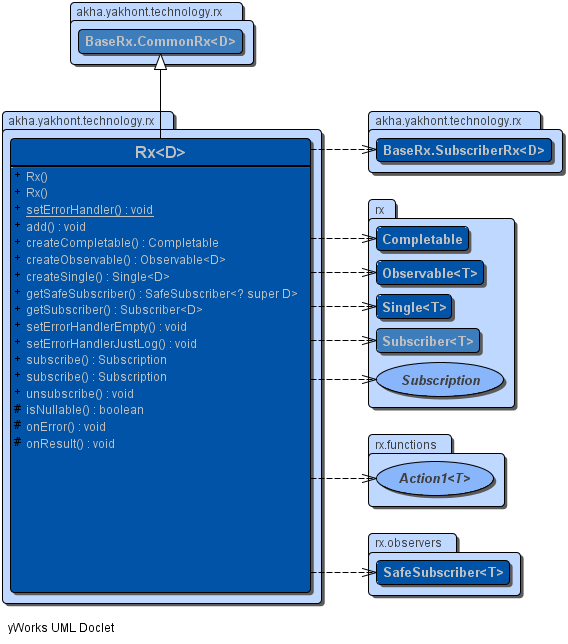 akha.yakhont.technology.rx
BaseRx.CommonRx<D>
akha.yakhont.technology.rx
Rx<D>
+ Rx()
+ Rx()
+ setErrorHandler() : void
+ add() : void
+ createCompletable() : Completable
+ createObservable() : Observable<D>
+ createSingle() : Single<D>
+ getSafeSubscriber() : SafeSubscriber<? super D>
+ getSubscriber() : Subscriber<D>
+ setErrorHandlerEmpty() : void
+ setErrorHandlerJustLog() : void
+ subscribe() : Subscription
+ subscribe() : Subscription
+ unsubscribe() : void
# isNullable() : boolean
# onError() : void
# onResult() : void
akha.yakhont.technology.rx
BaseRx.SubscriberRx<D>
rx
Completable
Observable<T>
Single<T>
Subscriber<T>
Subscription
rx.functions
Action1<T>
rx.observers
SafeSubscriber<T>
yWorks UML Doclet